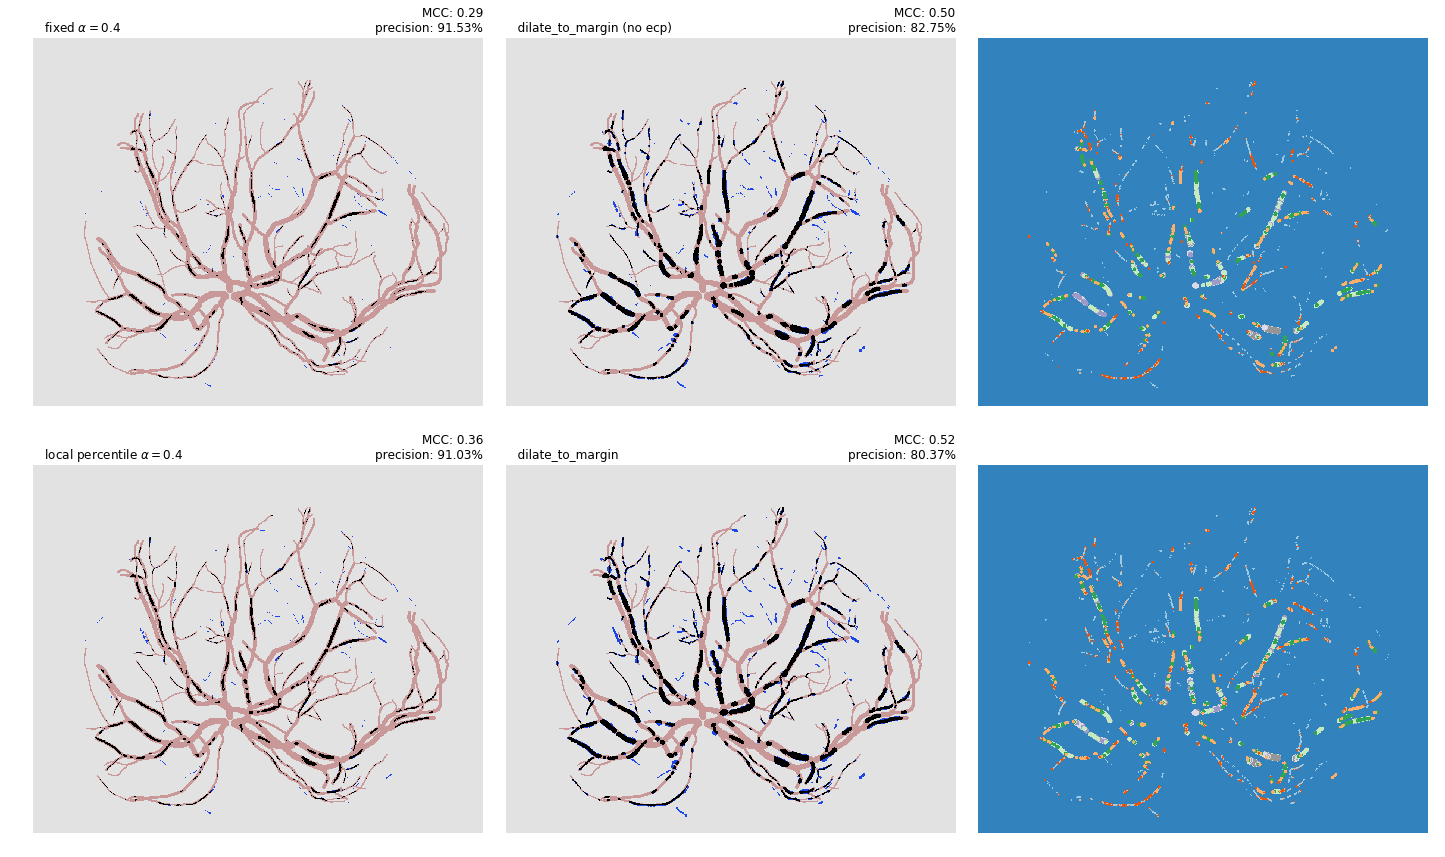 MCC: 0.29
fixed α = 0.4 precision: 91.53%
MCC: 0.50
dilate_to_margin (no ecp) precision: 82.75%
MCC: 0.36
local percentile α = 0.4 precision: 91.03%
MCC: 0.52
dilate_to_margin precision: 80.37%